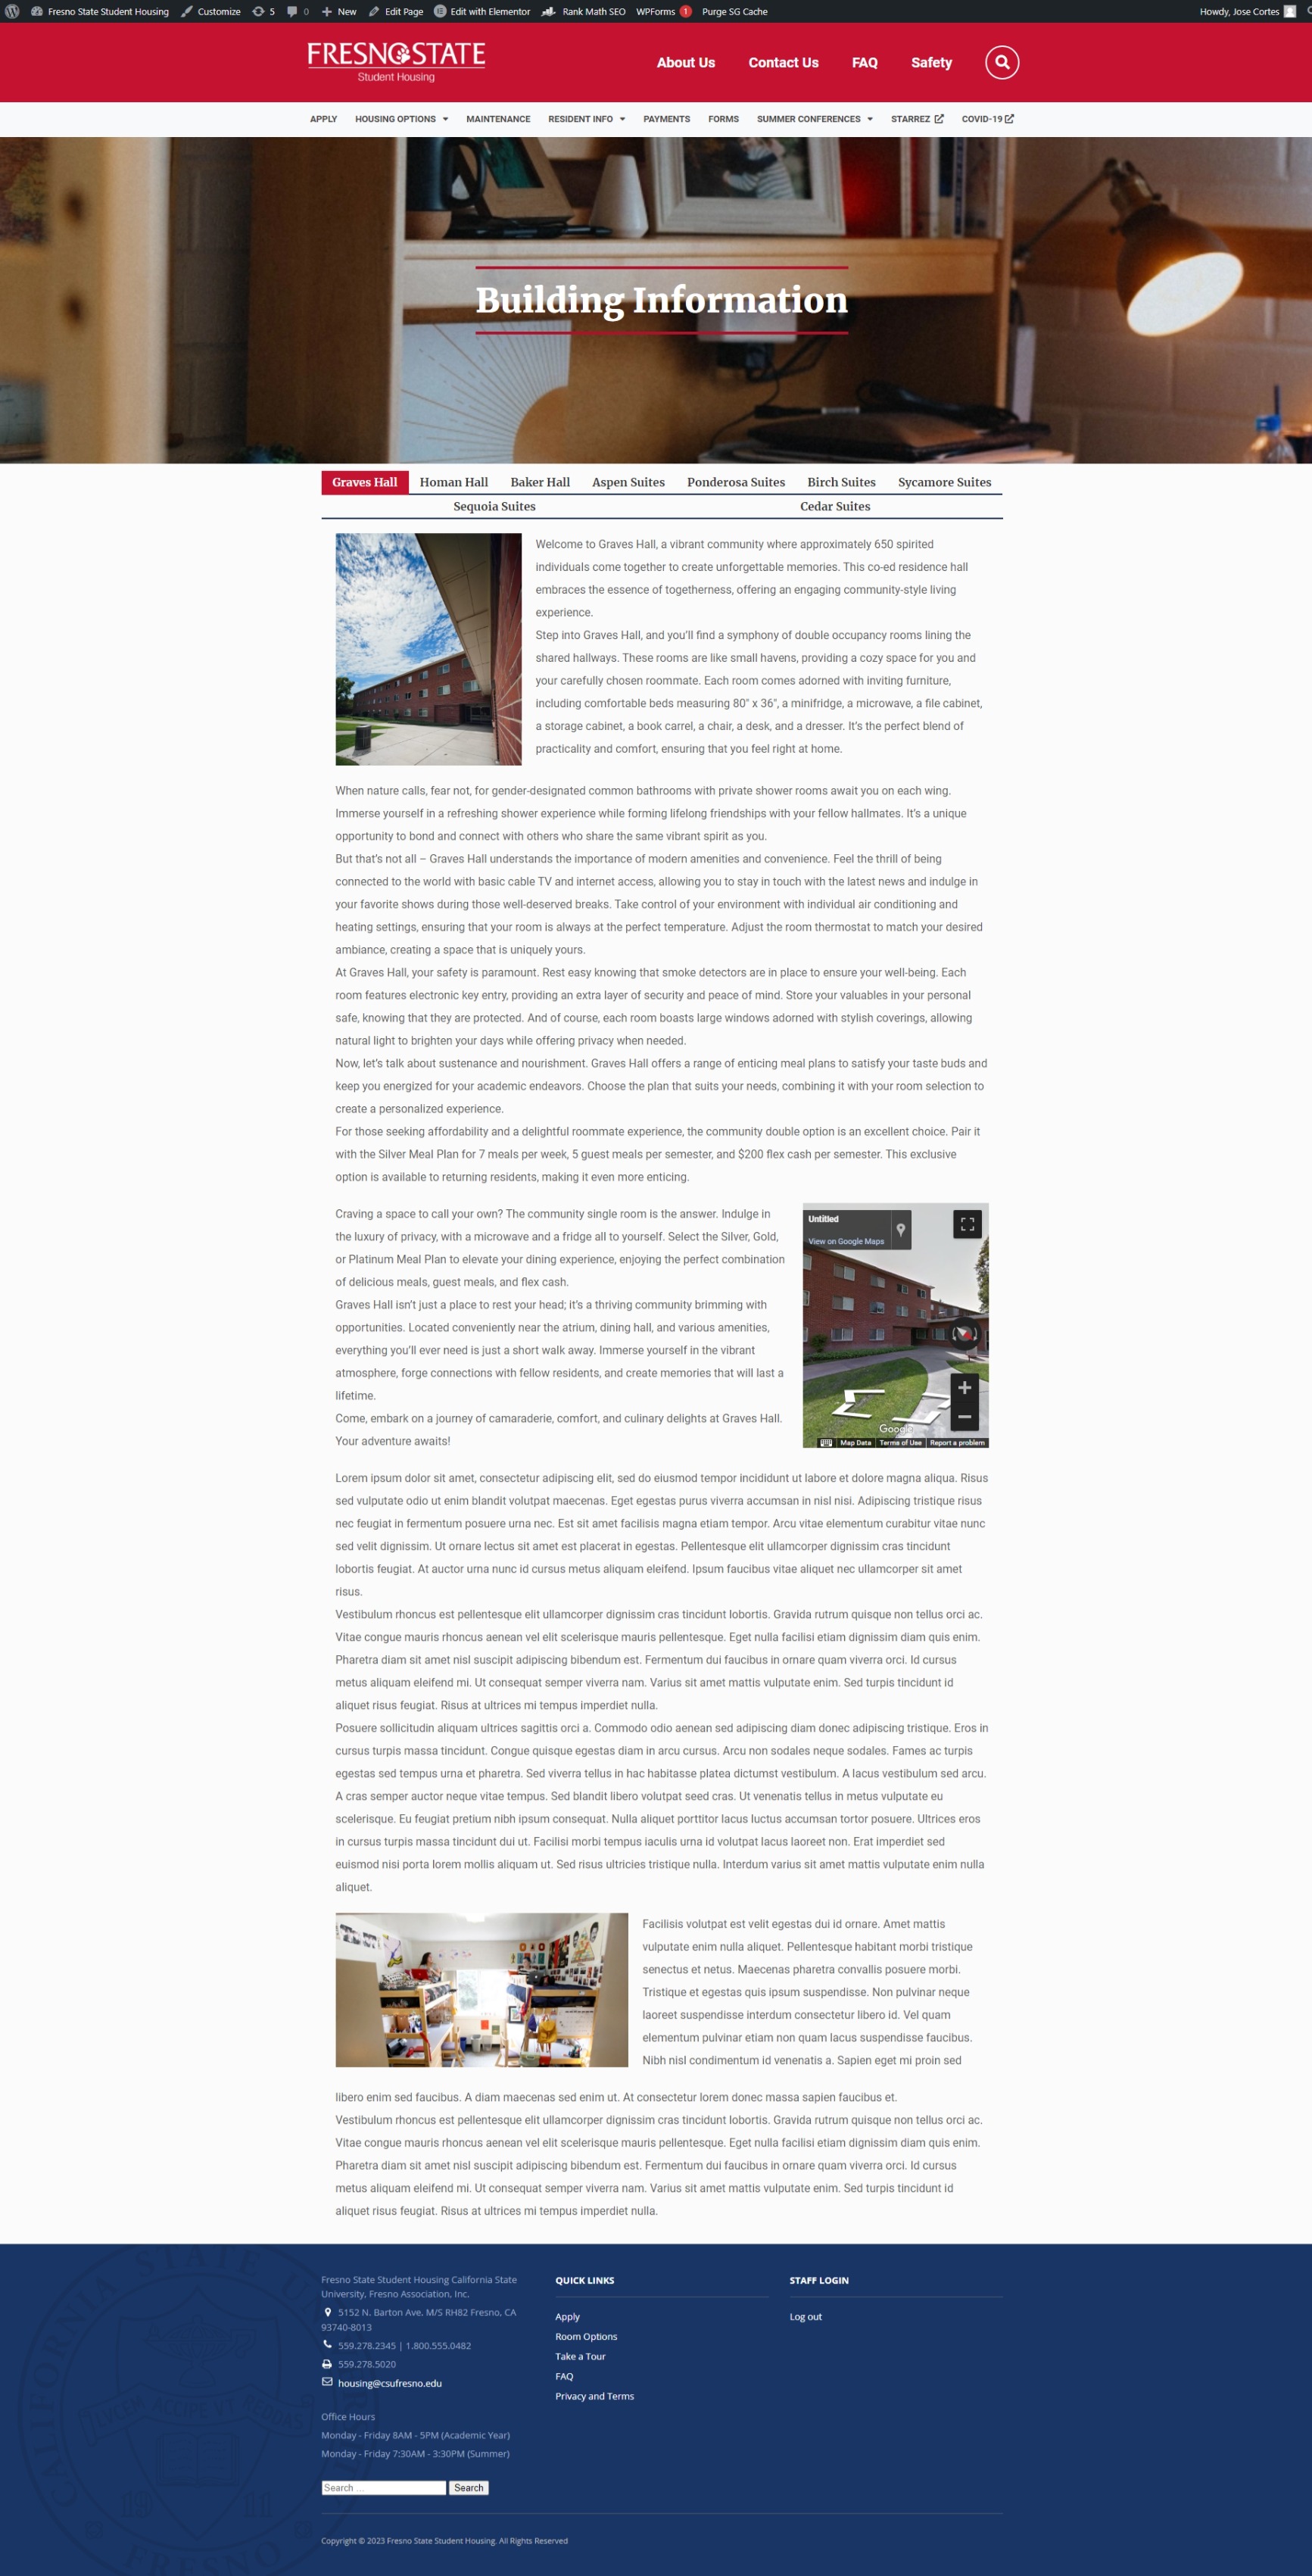 Fresno State Student Housing Customize 5 0 New Edit Page Edit with Elementor Rank Math SEO WPForms 1 Purge SG Cache Howdy, Jose Cortes
FRESNO STATE
Student Housing
About Us Contact Us FAQ Safety
APPLY HOUSING OPTIONS MAINTENANCE RESIDENT INFO PAYMENTS FORMS SUMMER CONFERENCES STARREZ COVID-19
Building Information
Graves Hall Homan Hall Baker Hall Aspen Suites Ponderosa Suites Birch Suites Sycamore Suites
Sequoia Suites Cedar Suites
Welcome to Graves Hall, a vibrant community where approximately 650 spirited
individuals come together to create unforgettable memories. This co-ed residence hall
embraces the essence of togetherness, offering an engaging community-style living
experience.
Step into Graves Hall, and you'll find a symphony of double occupancy rooms lining the
shared hallways. These rooms are like small havens, providing a cozy space for you and
your carefully chosen roommate. Each room comes adorned with inviting furniture,
including comfortable beds measuring 80" x 36", a minifridge, a microwave, a file cabinet,
a storage cabinet, a book carrel, a chair, a desk, and a dresser. It's the perfect blend of
practicality and comfort, ensuring that you feel right at home.
When nature calls, fear not, for gender-designated common bathrooms with private shower rooms await you on each wing.
Immerse yourself in a refreshing shower experience while forming lifelong friendships with your fellow hallmates. It's a unique
opportunity to bond and connect with others who share the same vibrant spirit as you.
But that's not all – Graves Hall understands the importance of modern amenities and convenience. Feel the thrill of being
connected to the world with basic cable TV and internet access, allowing you to stay in touch with the latest news and indulge in
your favorite shows during those well-deserved breaks. Take control of your environment with individual air conditioning and
heating settings, ensuring that your room is always at the perfect temperature. Adjust the room thermostat to match your desired
ambiance, creating a space that is uniquely yours.
At Graves Hall, your safety is paramount. Rest easy knowing that smoke detectors are in place to ensure your well-being. Each
room features electronic key entry, providing an extra layer of security and peace of mind. Store your valuables in your personal
safe, knowing that they are protected. And of course, each room boasts large windows adorned with stylish coverings, allowing
natural light to brighten your days while offering privacy when needed.
Now, let's talk about sustenance and nourishment. Graves Hall offers a range of enticing meal plans to satisfy your taste buds and
keep you energized for your academic endeavors. Choose the plan that suits your needs, combining it with your room selection to
create a personalized experience.
For those seeking affordability and a delightful roommate experience, the community double option is an excellent choice. Pair it
with the Silver Meal Plan for 7 meals per week, 5 guest meals per semester, and $200 flex cash per semester. This exclusive
option is available to returning residents, making it even more enticing.
Craving a space to call your own? The community single room is the answer. Indulge in
the luxury of privacy, with a microwave and a fridge all to yourself. Select the Silver, Gold,
or Platinum Meal Plan to elevate your dining experience, enjoying the perfect combination
of delicious meals, guest meals, and flex cash.
Graves Hall isn't just a place to rest your head; it's a thriving community brimming with
opportunities. Located conveniently near the atrium, dining hall, and various amenities,
everything you'll ever need is just a short walk away. Immerse yourself in the vibrant
atmosphere, forge connections with fellow residents, and create memories that will last a
lifetime.
Come, embark on a journey of camaraderie, comfort, and culinary delights at Graves Hall.
Your adventure awaits!
Untitled
View on Google Maps
Google
Map Data Terms of Use Report a problem
Lorem ipsum dolor sit amet, consectetur adipiscing elit, sed do eiusmod tempor incididunt ut labore et dolore magna aliqua. Risus
sed vulputate odio ut enim blandit volutpat maecenas. Eget egestas purus viverra accumsan in nisl nisi. Adipiscing tristique risus
nec feugiat in fermentum posuere urna nec. Est sit amet facilisis magna etiam tempor. Arcu vitae elementum curabitur vitae nunc
sed velit dignissim. Ut ornare lectus sit amet est placerat in egestas. Pellentesque elit ullamcorper dignissim cras tincidunt
lobortis feugiat. At auctor urna nunc id cursus metus aliquam eleifend. Ipsum faucibus vitae aliquet nec ullamcorper sit amet
risus.
Vestibulum rhoncus est pellentesque elit ullamcorper dignissim cras tincidunt lobortis. Gravida rutrum quisque non tellus orci ac.
Vitae congue mauris rhoncus aenean vel elit scelerisque mauris pellentesque. Eget nulla facilisi etiam dignissim diam quis enim.
Pharetra diam sit amet nisl suscipit adipiscing bibendum est. Fermentum dui faucibus in ornare quam viverra orci. Id cursus
metus aliquam eleifend mi. Ut consequat semper viverra nam. Varius sit amet mattis vulputate enim. Sed turpis tincidunt id
aliquet risus feugiat. Risus at ultrices mi tempus imperdiet nulla.
Posuere sollicitudin aliquam ultrices sagittis orci a. Commodo odio aenean sed adipiscing diam donec adipiscing tristique. Eros in
cursus turpis massa tincidunt. Congue quisque egestas diam in arcu cursus. Arcu non sodales neque sodales. Fames ac turpis
egestas sed tempus urna et pharetra. Sed viverra tellus in hac habitasse platea dictumst vestibulum. A lacus vestibulum sed arcu.
A cras semper auctor neque vitae tempus. Sed blandit libero volutpat seed cras. Ut venenatis tellus in metus vulputate eu
scelerisque. Eu feugiat pretium nibh ipsum consequat. Nulla aliquet porttitor lacus luctus accumsan tortor posuere. Ultrices eros
in cursus turpis massa tincidunt dui ut. Facilisi morbi tempus iaculis urna id volutpat lacus laoreet non. Erat imperdiet sed
euismod nisi porta lorem mollis aliquam ut. Sed risus ultricies tristique nulla. Interdum varius sit amet mattis vulputate enim nulla
aliquet.
Facilisis volutpat est velit egestas dui id ornare. Amet mattis
vulputate enim nulla aliquet. Pellentesque habitant morbi tristique
senectus et netus. Maecenas pharetra convallis posuere morbi.
Tristique et egestas quis ipsum suspendisse. Non pulvinar neque
laoreet suspendisse interdum consectetur libero id. Vel quam
elementum pulvinar etiam non quam lacus suspendisse faucibus.
Nibh nisl condimentum id venenatis a. Sapien eget mi proin sed
libero enim sed faucibus. A diam maecenas sed enim ut. At consectetur lorem donec massa sapien faucibus et.
Vestibulum rhoncus est pellentesque elit ullamcorper dignissim cras tincidunt lobortis. Gravida rutrum quisque non tellus orci ac.
Vitae congue mauris rhoncus aenean vel elit scelerisque mauris pellentesque. Eget nulla facilisi etiam dignissim diam quis enim.
Pharetra diam sit amet nisl suscipit adipiscing bibendum est. Fermentum dui faucibus in ornare quam viverra orci. Id cursus
metus aliquam eleifend mi. Ut consequat semper viverra nam. Varius sit amet mattis vulputate enim. Sed turpis tincidunt id
aliquet risus feugiat. Risus at ultrices mi tempus imperdiet nulla.
Fresno State Student Housing California State
University, Fresno Association, Inc.
5152 N. Barton Ave. M/S RH82 Fresno, CA
93740-8013
559.278.2345 | 1.800.555.0482
559.278.5020
housing@csufresno.edu
Office Hours
Monday - Friday 8AM - 5PM (Academic Year)
Monday - Friday 7:30AM - 3:30PM (Summer)
Search ... Search
QUICK LINKS
Apply
Room Options
Take a Tour
FAQ
Privacy and Terms
STAFF LOGIN
Log out
Copyright © 2023 Fresno State Student Housing. All Rights Reserved